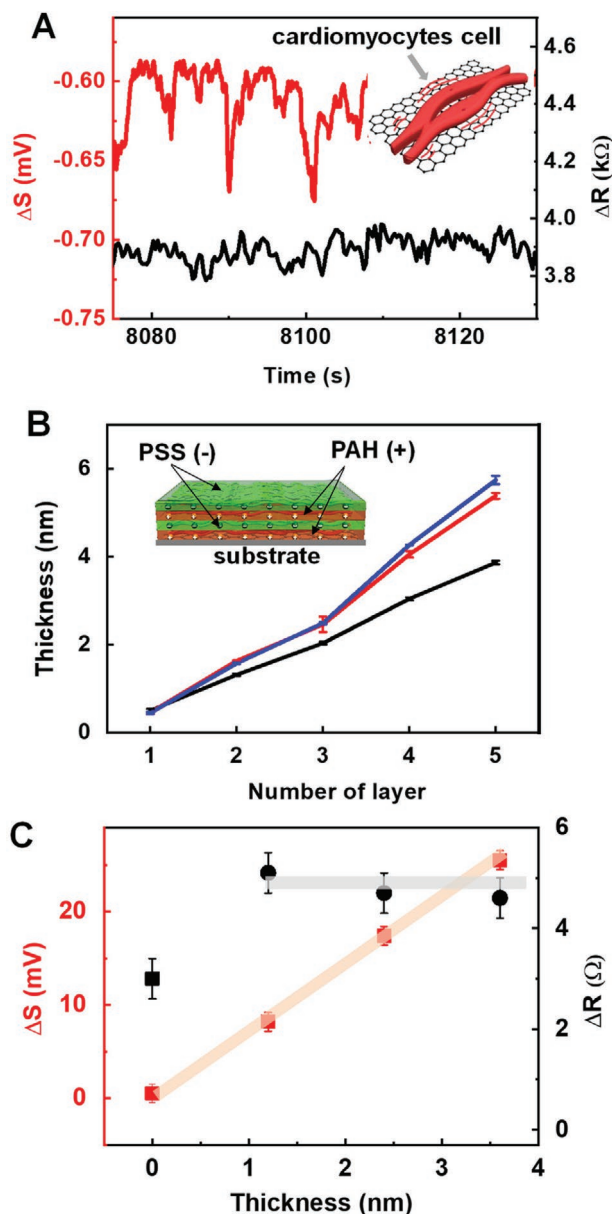 A
cardiomyocytes cell
ΔS (mV)
-0.60
-0.65
-0.70
-0.75
4.6
4.4
4.2
4.0
3.8
ΔR (kΩ)
8080
8100
8120
Time (s)
B
PSS (-)
PAH (+)
substrate
Thickness (nm)
6
4
2
0
1
2
3
4
5
Number of layer
C
ΔS (mV)
20
10
0
6
4
2
0
ΔR (Ω)
0
1
2
3
4
Thickness (nm)